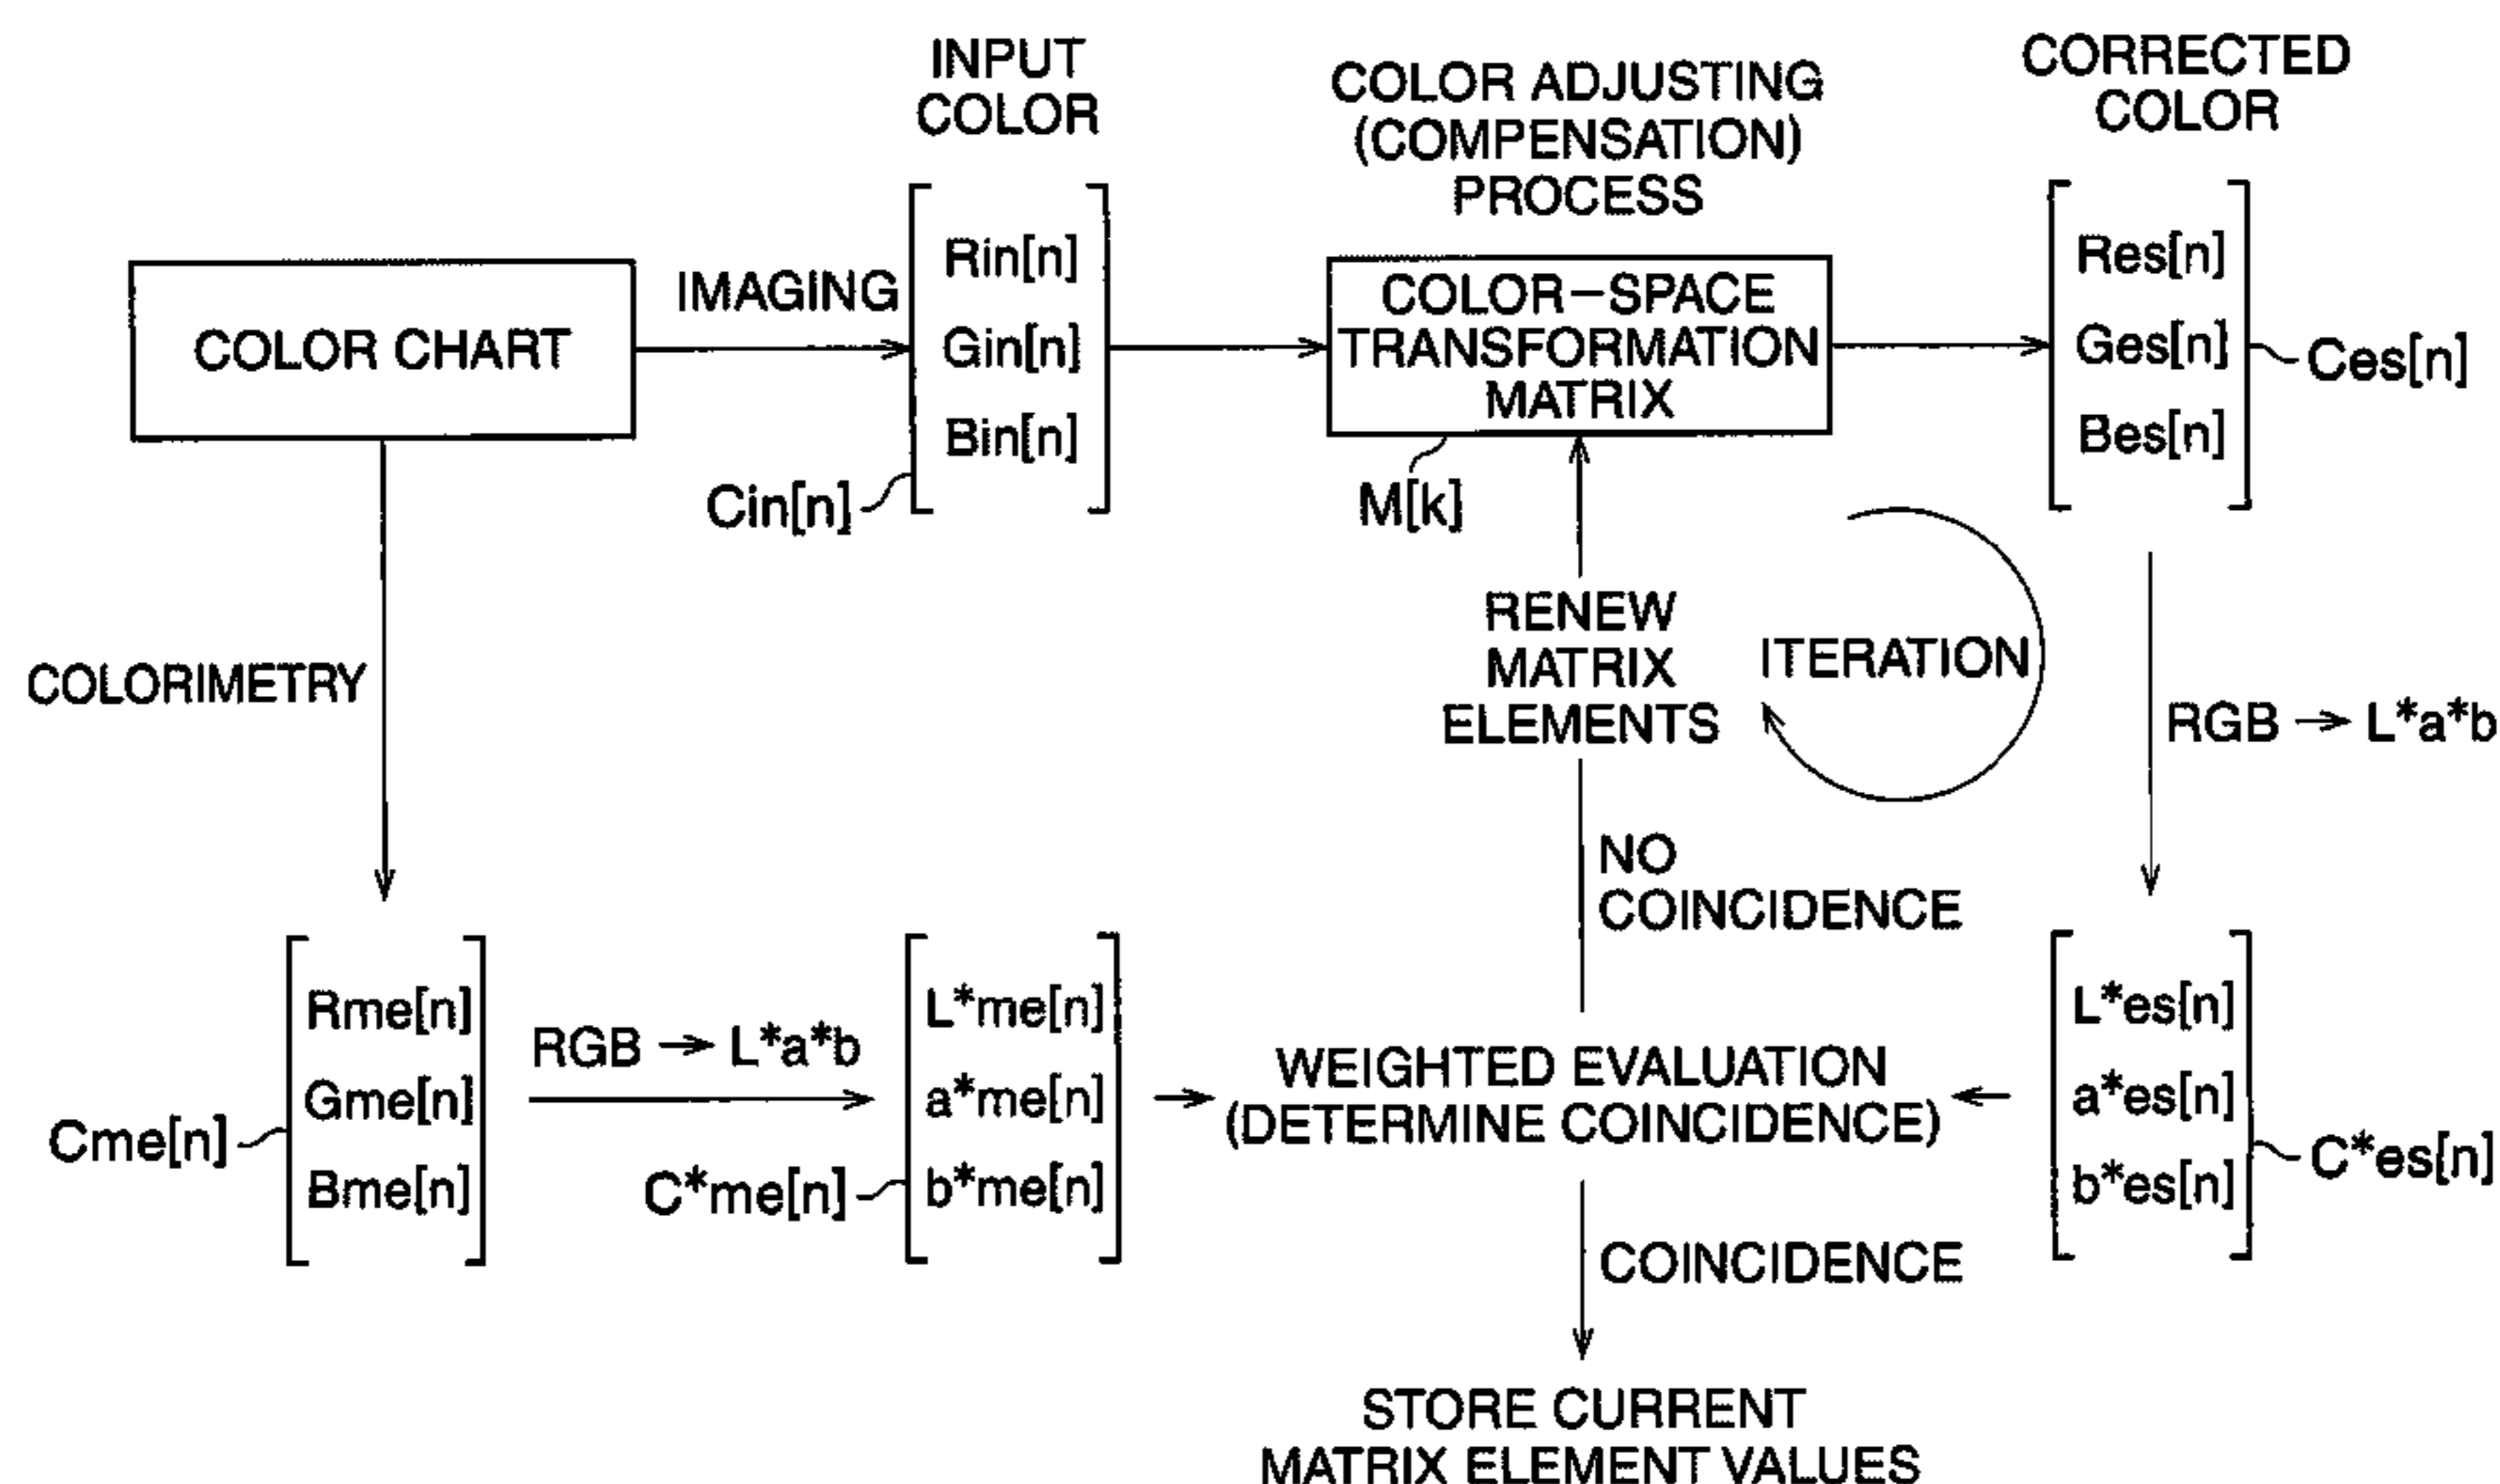 INPUT
COLOR
COLOR ADJUSTING
(COMPENSATION)
PROCESS
CORRECTED
COLOR
COLOR CHART
IMAGING
Rin[n]
Gin[n]
Bin[n]
Cin[n]
COLOR-SPACE
TRANSFORMATION
MATRIX
M[k]
Res[n]
Ges[n]
Bes[n]
Ces[n]
COLORIMETRY
RENEW
MATRIX
ELEMENTS
ITERATION
RGB → L*a*b
NO
COINCIDENCE
Rme[n]
Gme[n]
Bme[n]
Cme[n]
RGB → L*a*b
L*me[n]
a*me[n]
b*me[n]
C*me[n]
WEIGHTED EVALUATION
(DETERMINE COINCIDENCE)
L*es[n]
a*es[n]
b*es[n]
C*es[n]
COINCIDENCE
STORE CURRENT
MATRIX ELEMENT VALUES